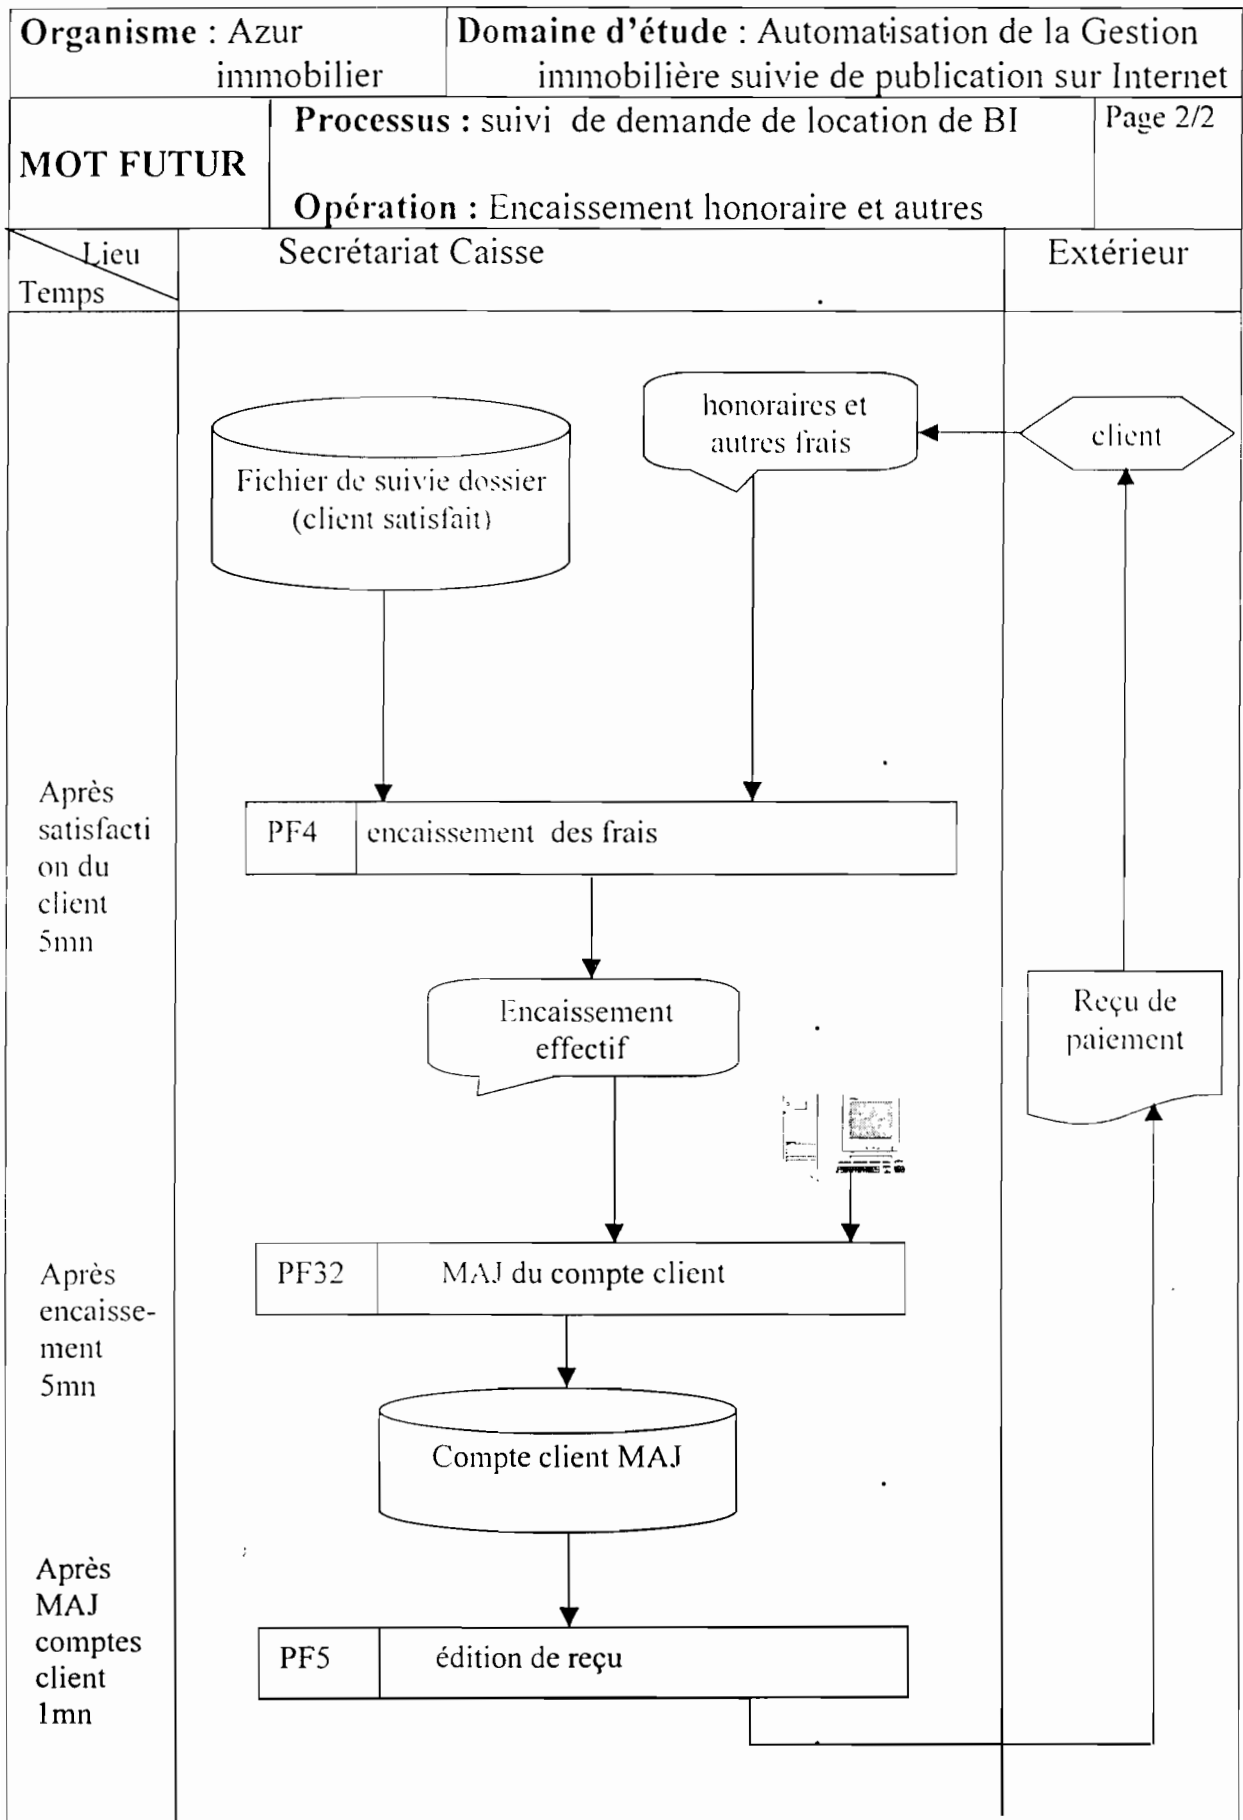 Organisme : Azur
immobilier
Domaine d'étude : Automatisation de la Gestion
immobilière suivie de publication sur Internet
MOT FUTUR
Processus : suivi de demande de location de BI
Opération : Encaissement honoraire et autres
Page 2/2
Lieu
Temps
Secrétariat Caisse
Extérieur
honoraires et
autres frais
client
Fichier de suivie dossier
(client satisfait)
Après
satisfacti
on du
client
5mn
PF4
encaissement des frais
Encaissement
effectif
Reçu de
paiement
Après
encaisse-
ment
5mn
PF32
MAJ du compte client
Compte client MAJ
Après
MAJ
comptes
client
1mn
PF5
édition de reçu